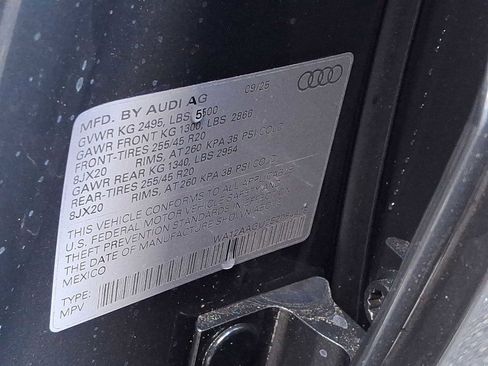 MFD. BY AUDI AG 09/25
GVWR KG 2495, LBS 5500
GAWR FRONT KG 1300, LBS 2866
FRONT-TIRES 255/45 R20
8JX20 RIMS, AT 260 KPA 38 PSI COLD
GAWR REAR KG 1340, LBS 2954
REAR-TIRES 255/45 R20
8JX20 RIMS, AT 260 KPA 38 PSI COLD
THIS VEHICLE CONFORMS TO ALL APPLICABLE
U.S. FEDERAL MOTOR VEHICLE SAFETY AND
THEFT PREVENTION STANDARDS IN EFFECT ON
THE DATE OF MANUFACTURE SHOWN ABOVE
MEXICO
TYPE:
MPV